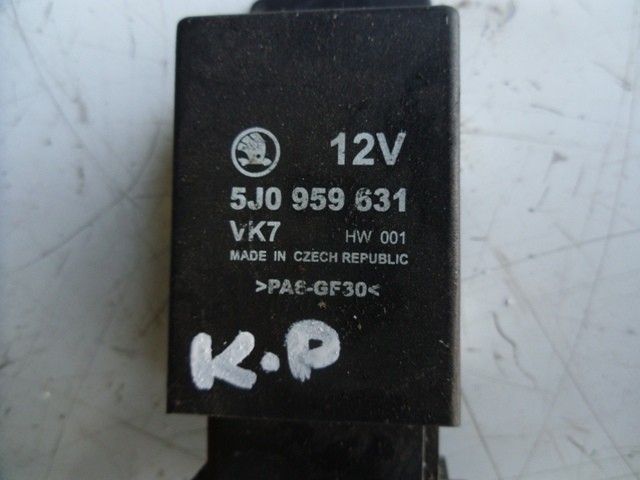 12V
5J0 959 631
VK7 HW 001
MADE IN CZECH REPUBLIC
>PA6-GF30<
K.P